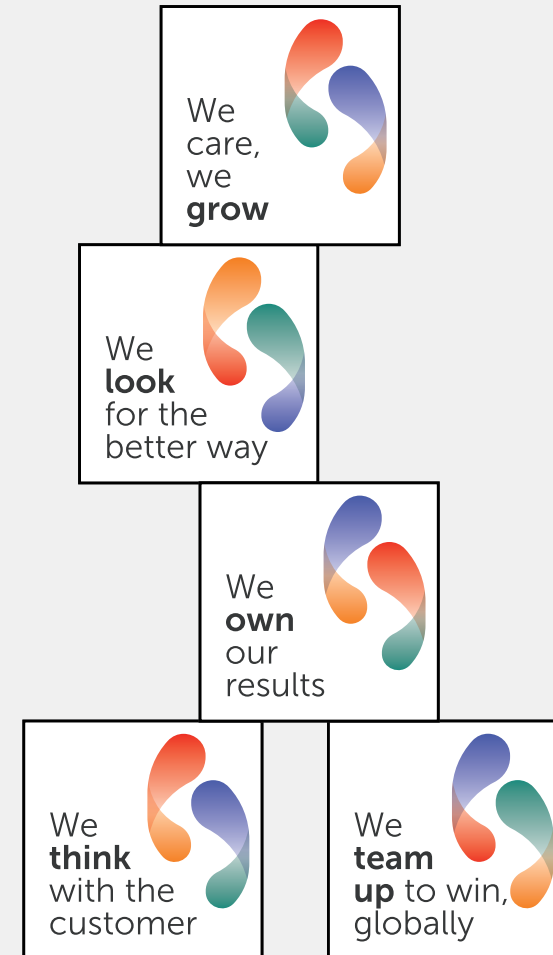 We
care,
we
grow
We
look
for the
better way
We
own
our
results
We
think
with the
customer
We
team
up to win,
globally